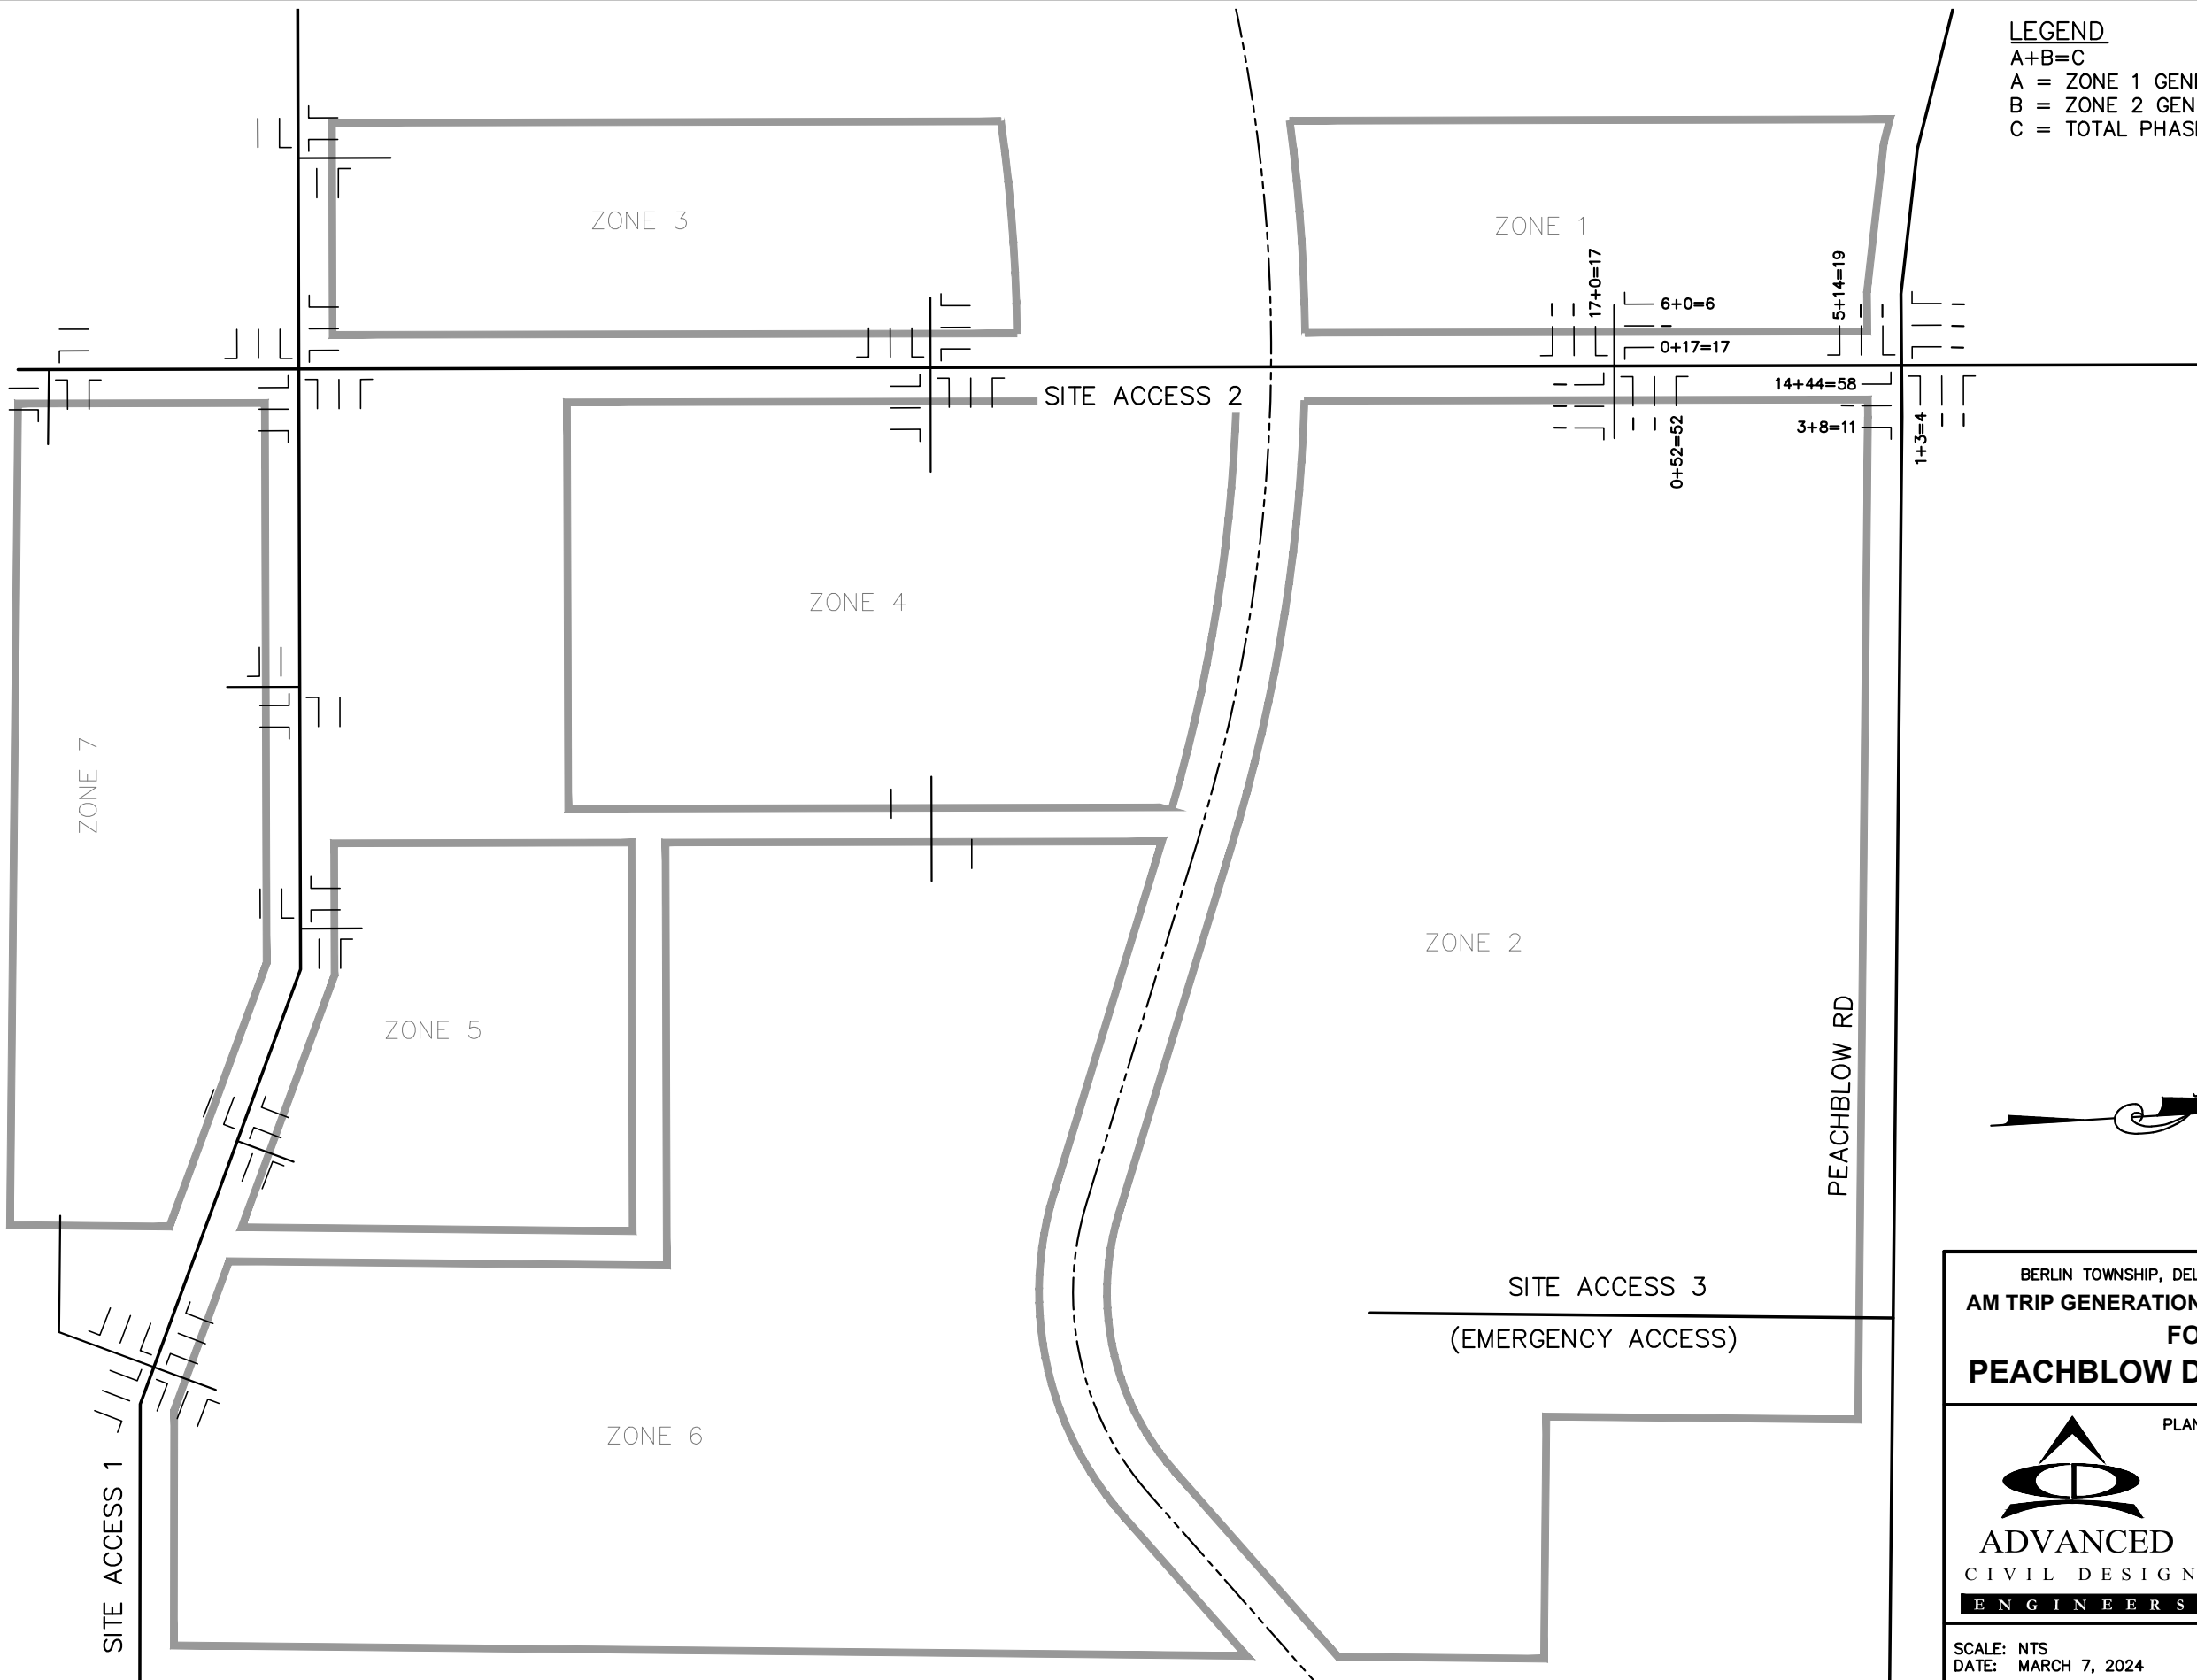 LEGEND
A+B=C
A = ZONE 1
B = ZONE 2
C = TOTAL
ZONE 3
ZONE 1
17+0=17
6+0=6
0+17=17
5+14=19
14+44=58
3+8=11
0+52=52
1+3=4
SITE ACCESS 2
ZONE 4
ZONE 7
ZONE 2
ZONE 5
PEACHBLOW RD
SITE ACCESS 3
(EMERGENCY ACCESS)
ZONE 6
SITE ACCESS 1
BERLIN TOWNSHIP,
AM TRIP GENERATION
PEACHBLOW
ADVANCED
CIVIL DESIGN
ENGINEERS
SCALE: NTS
DATE: MARCH 7, 2024